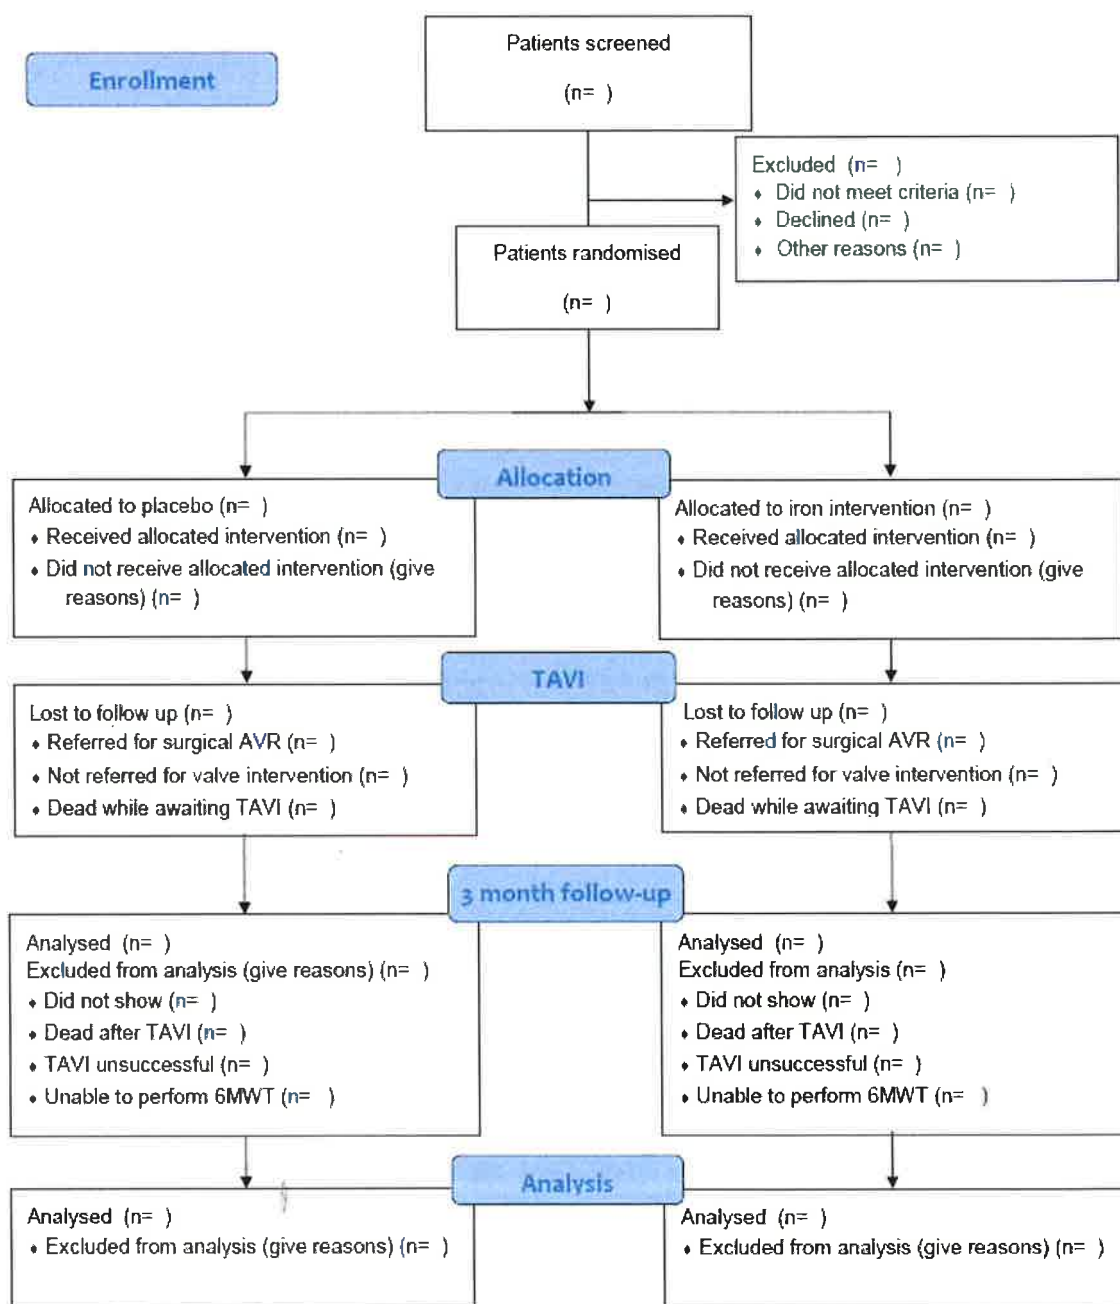 Patients screened
(n=  )
Enrollment
Excluded  (n=  )
♦ Did not meet criteria (n=  )
♦ Declined (n=  )
♦ Other reasons (n=  )
Patients randomised
(n=  )
Allocation
Allocated to placebo (n=  )
♦ Received allocated intervention (n=  )
♦ Did not receive allocated intervention (give
reasons) (n=  )
Allocated to iron intervention (n=  )
♦ Received allocated intervention (n=  )
♦ Did not receive allocated intervention (give
reasons) (n=  )
TAVI
Lost to follow up (n=  )
♦ Referred for surgical AVR (n=  )
♦ Not referred for valve intervention (n=  )
♦ Dead while awaiting TAVI (n=  )
Lost to follow up (n=  )
♦ Referred for surgical AVR (n=  )
♦ Not referred for valve intervention (n=  )
♦ Dead while awaiting TAVI (n=  )
3 month follow-up
Analysed  (n=  )
Excluded from analysis (give reasons) (n=  )
♦ Did not show (n=  )
♦ Dead after TAVI (n=  )
♦ TAVI unsuccessful (n=  )
♦ Unable to perform 6MWT (n=  )
Analysed  (n=  )
Excluded from analysis (n=  )
♦ Did not show (n=  )
♦ Dead after TAVI (n=  )
♦ TAVI unsuccessful (n=  )
♦ Unable to perform 6MWT (n=  )
Analysis
Analysed  (n=  )
♦ Excluded from analysis (give reasons) (n=  )
Analysed  (n=  )
♦ Excluded from analysis (give reasons) (n=  )